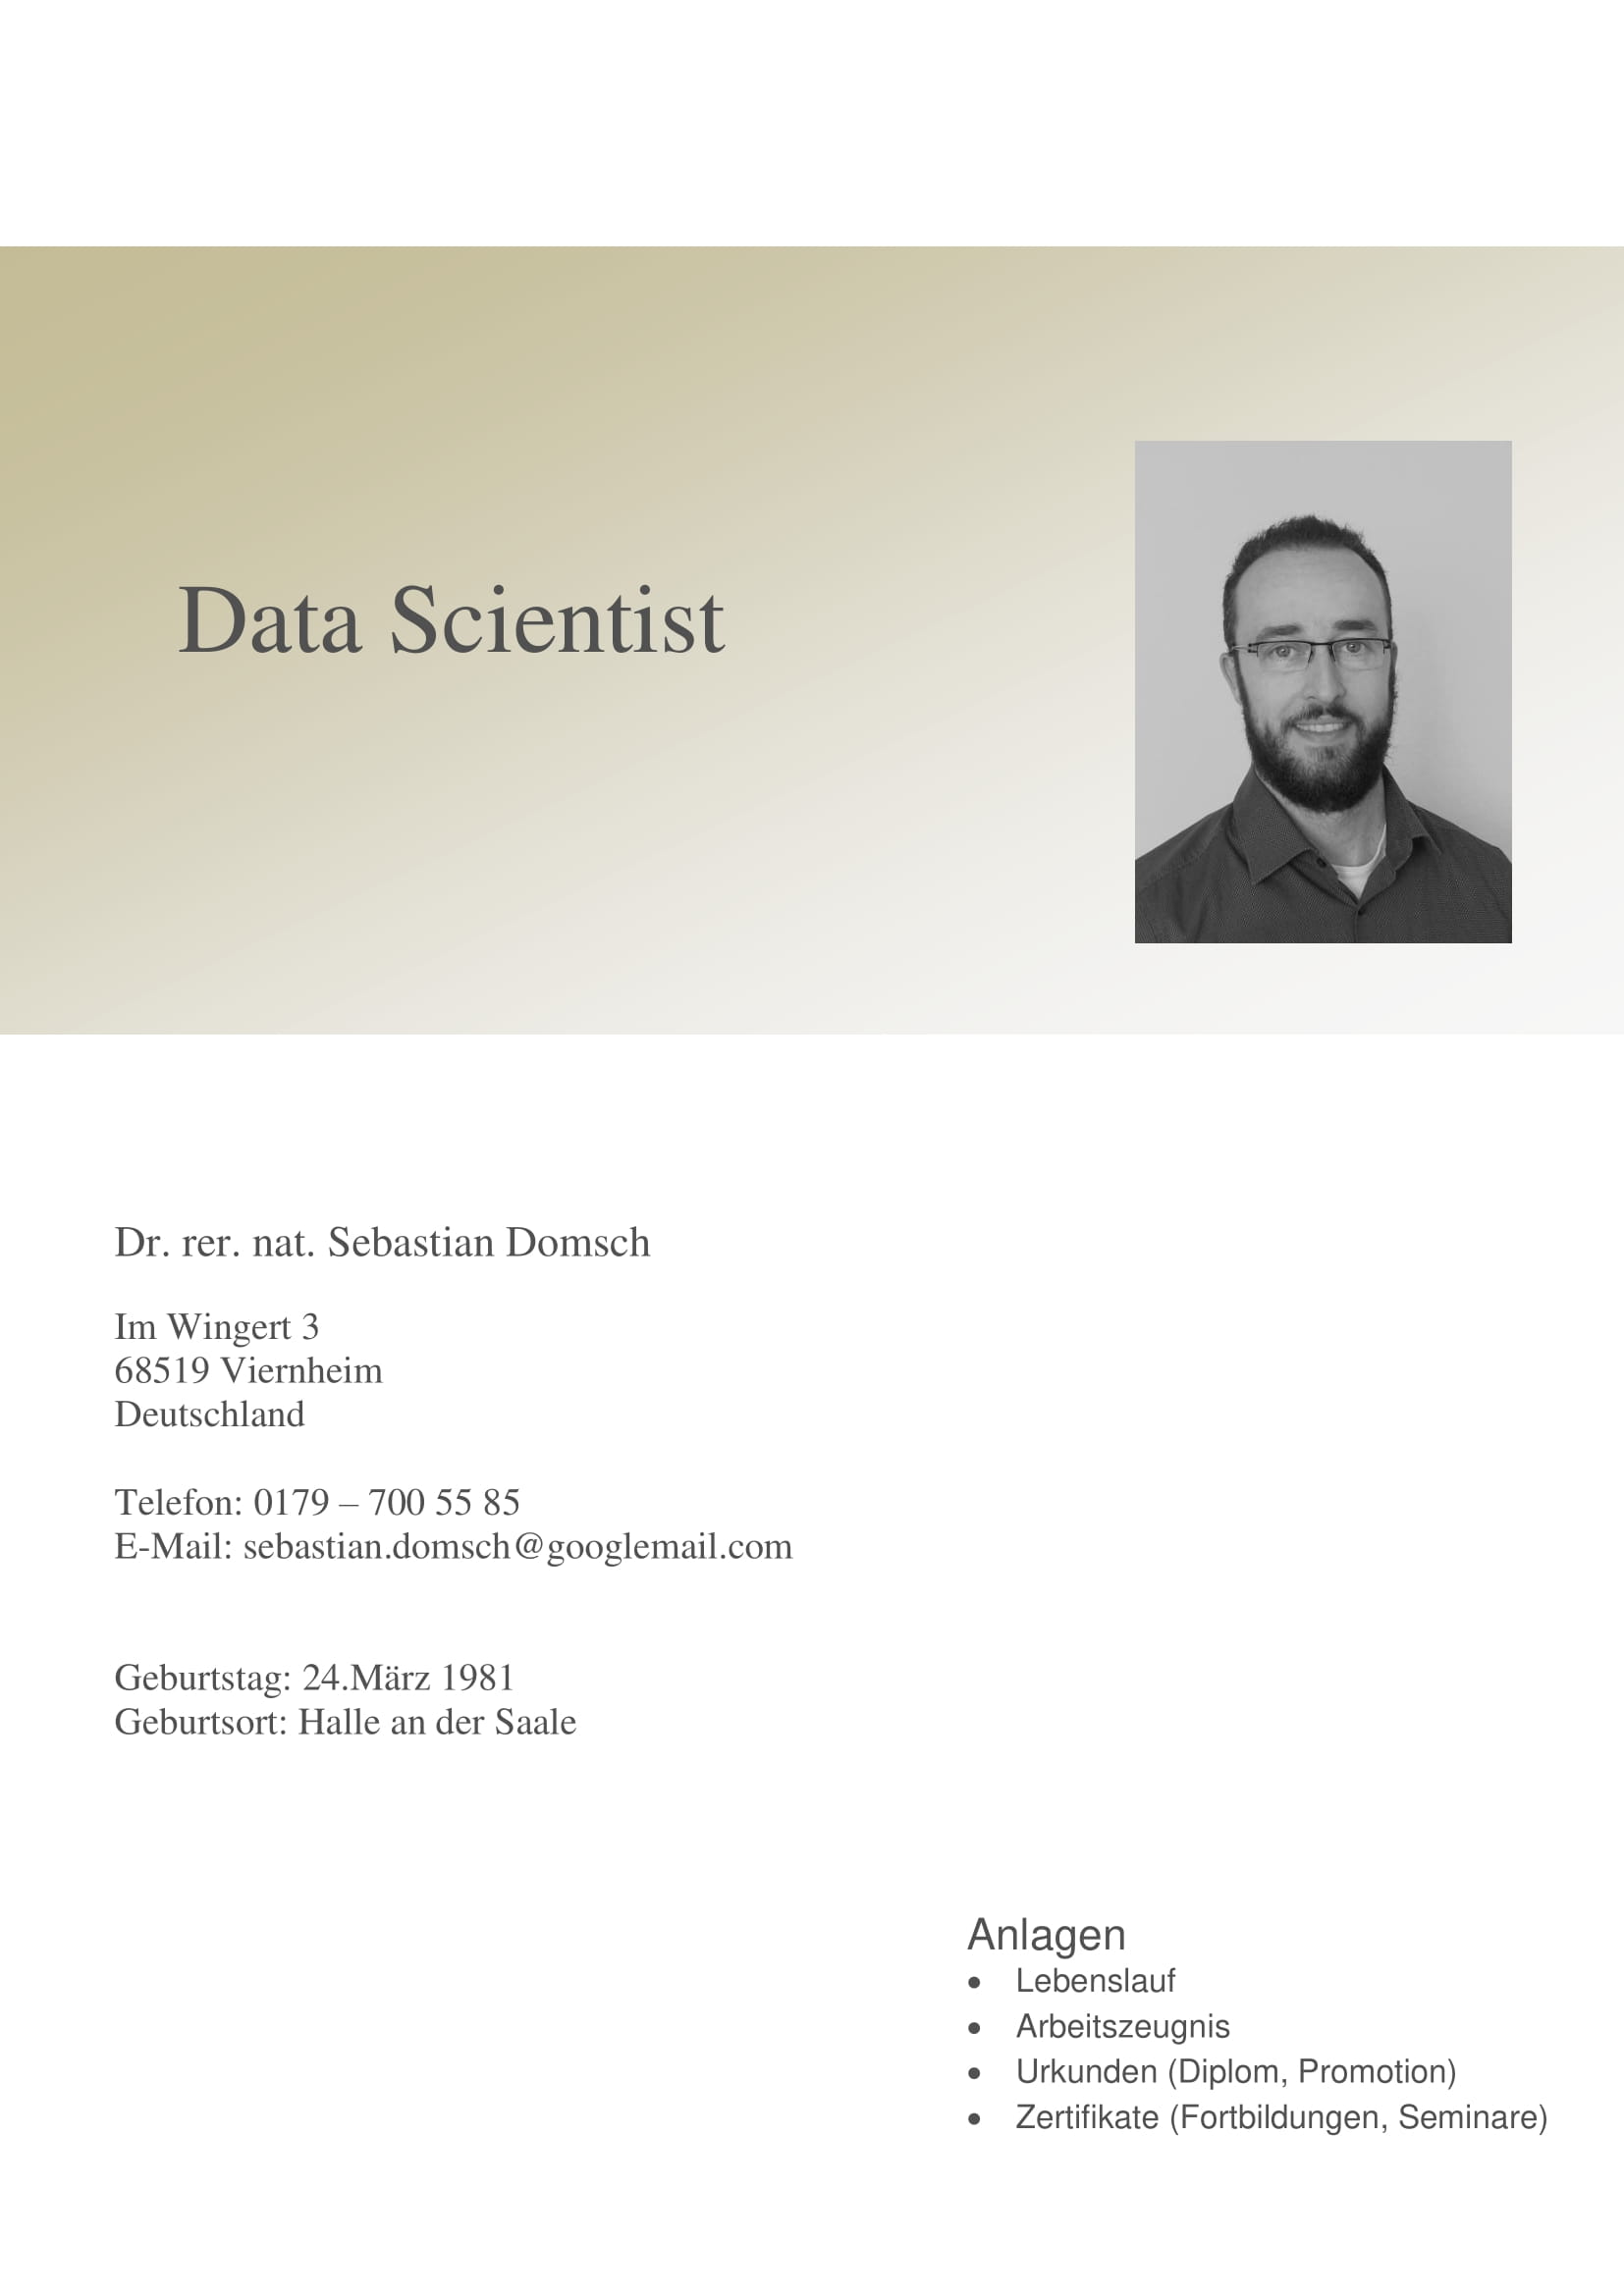 Data Scientist
Dr. rer. nat. Sebastian Domsch
Im Wingert 3
68519 Viernheim
Deutschland
Telefon: 0179 – 700 55 85
E-Mail: sebastian.domsch@googlemail.com
Geburtstag: 24.März 1981
Geburtsort: Halle an der Saale
Anlagen
• Lebenslauf
• Arbeitszeugnis
• Urkunden (Diplom, Promotion)
• Zertifikate (Fortbildungen, Seminare)